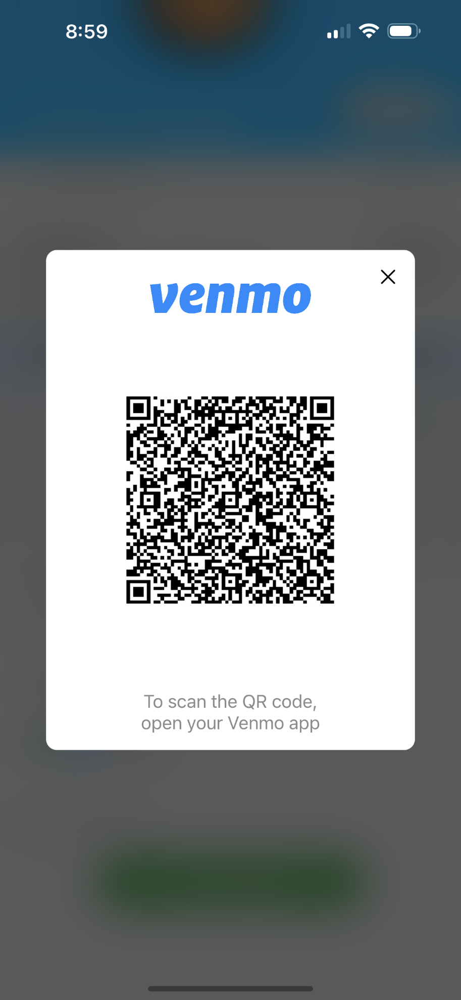 8:59
venmo
To scan the QR code,
open your Venmo app